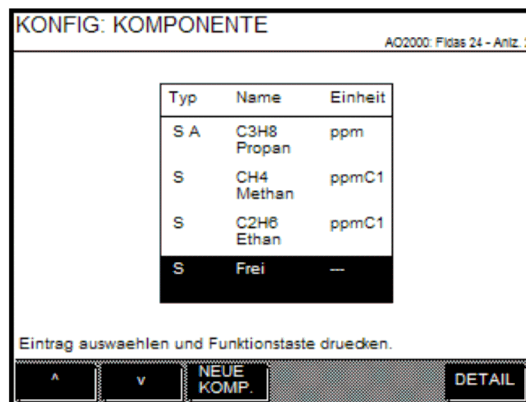 KONFIG: KOMPONENTE
AO2000: Fidas 24 - Anlz.
Typ Name Einheit
S A C3H8 ppm
Propan
S CH4 ppmC1
Methan
S C2H6 ppmC1
Ethan
S Frei ---
Eintrag auswaehlen und Funktionstaste druecken.
^ v NEUE KOMP. DETAIL